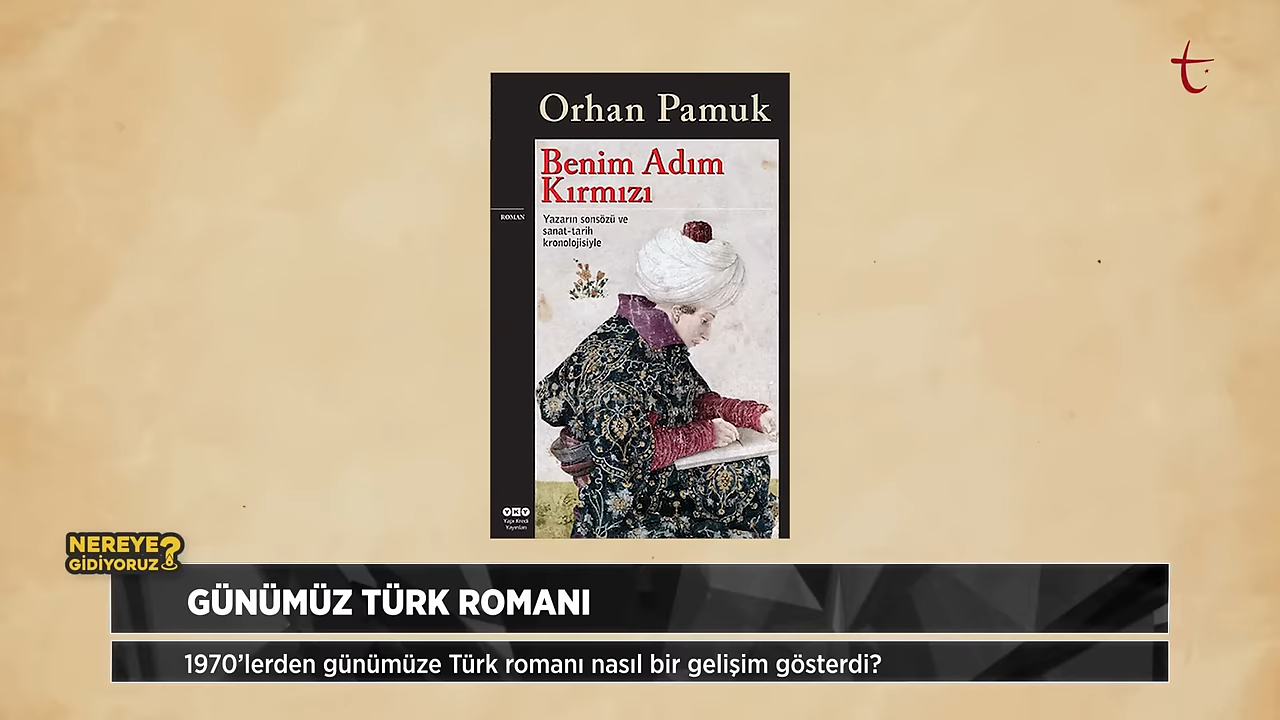 Orhan Pamuk
Benim Adım
Kırmızı
ROMAN
Yazarın sonsözü ve
sanat-tarih
kronolojisiyle
YKY
Yapı Kredi
Yayınları
NEREYE
GİDİYORUZ?
GÜNÜMÜZ TÜRK ROMANI
1970’lerden günümüze Türk romanı nasıl bir gelişim gösterdi?